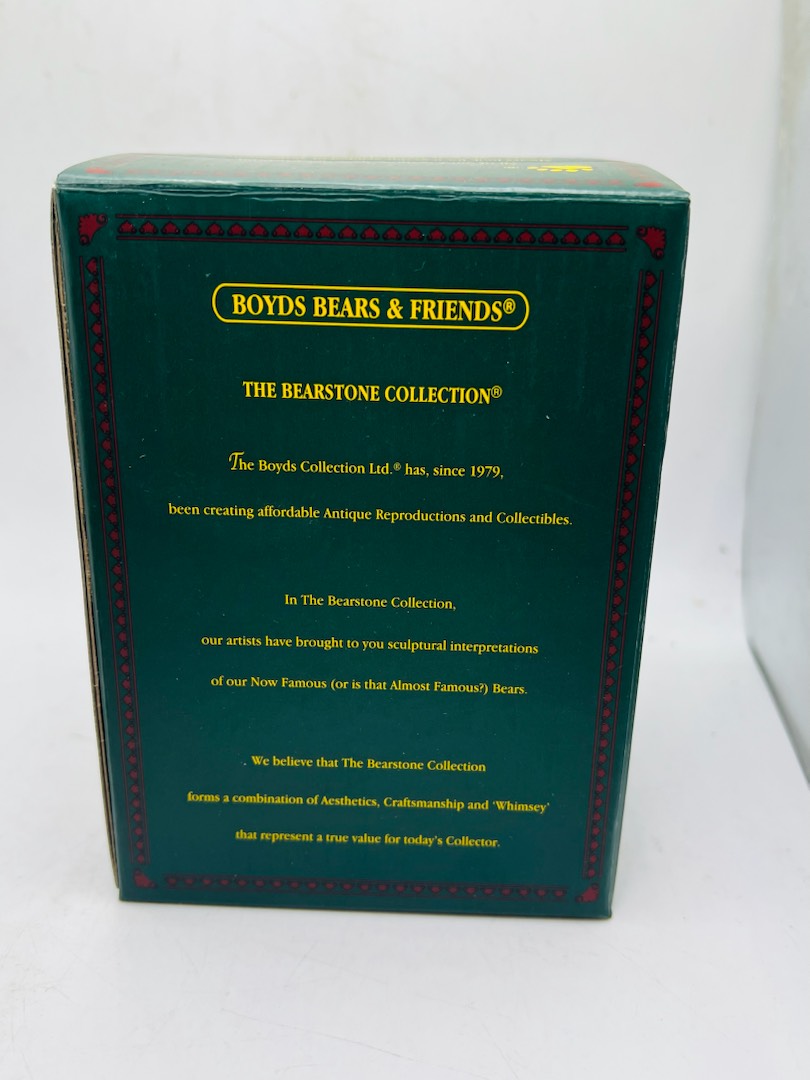 BOYDS BEARS & FRIENDS®
THE BEARSTONE COLLECTION®
The Boyds Collection Ltd.® has, since 1979,
been creating affordable Antique Reproductions and Collectibles.
In The Bearstone Collection,
our artists have brought to you sculptural interpretations
of our Now Famous (or is that Almost Famous?) Bears.
We believe that The Bearstone Collection
forms a combination of Aesthetics, Craftsmanship and 'Whimsey'
that represent a true value for today's Collector.